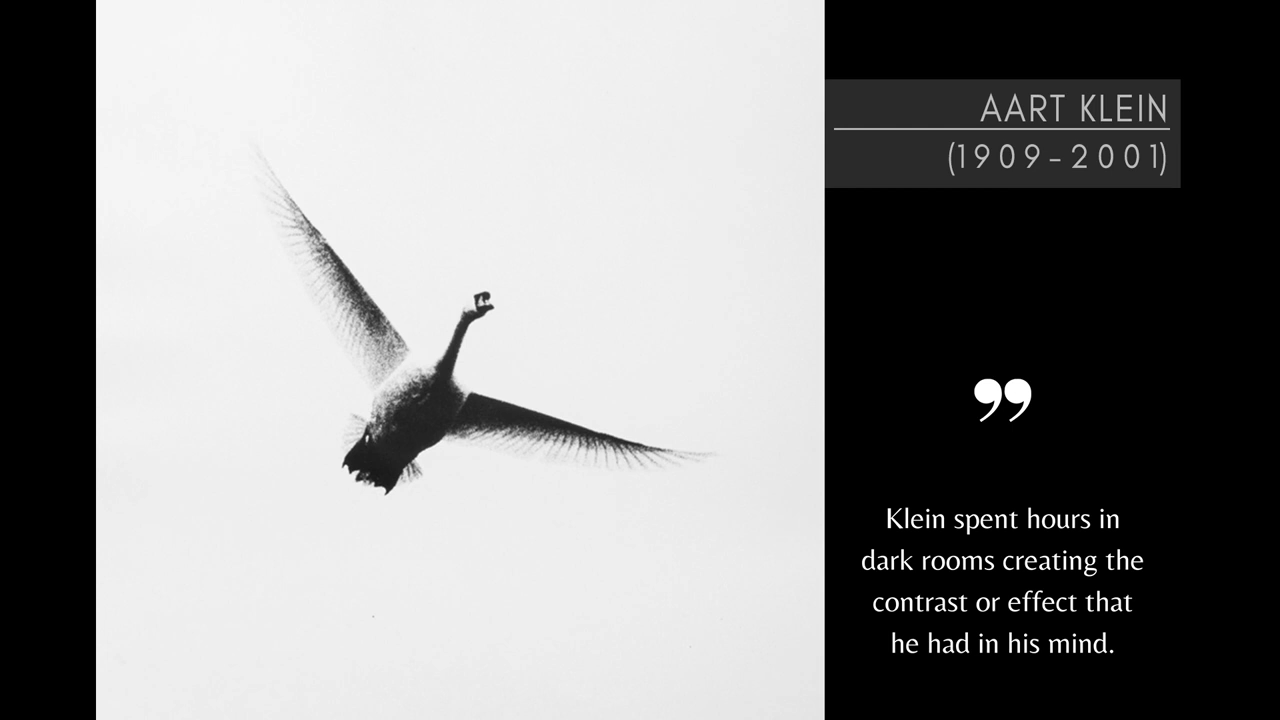 AART KLEIN
(1909–2001)
”
Klein spent hours in
dark rooms creating the
contrast or effect that
he had in his mind.